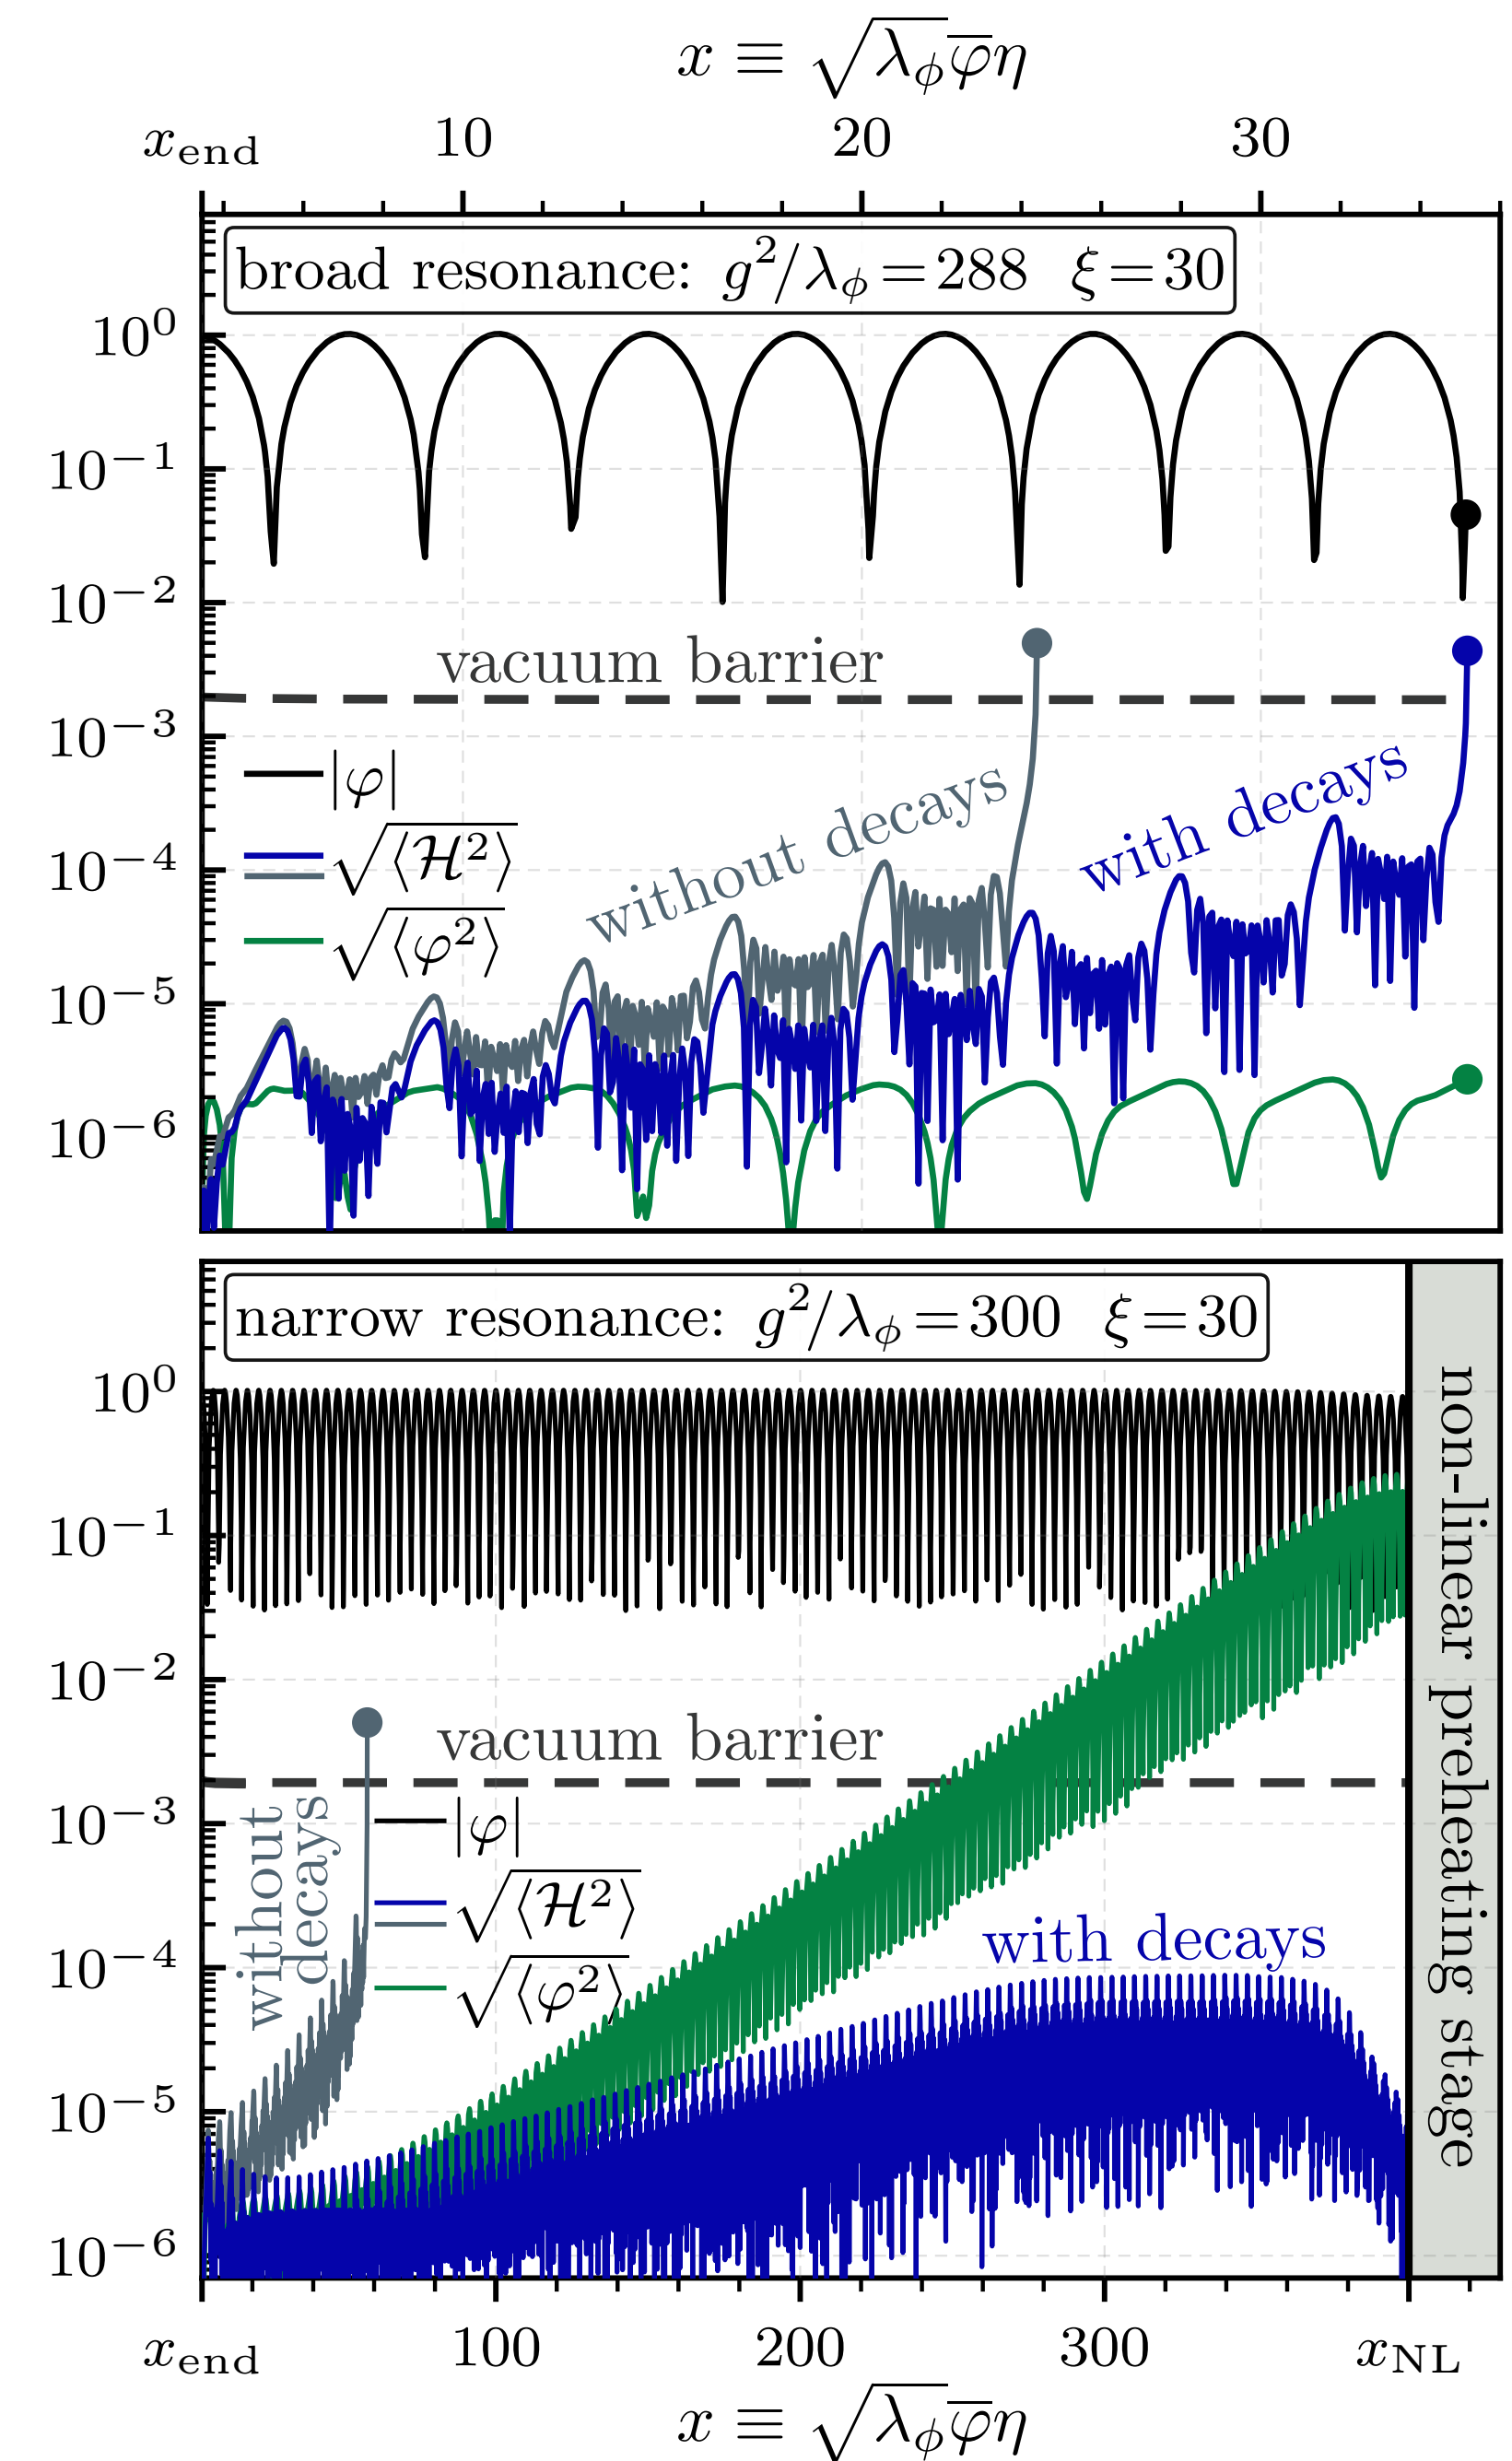 x ≡ √λ_ϕ φ̅ η
x_end 10 20 30
broad resonance: g²/λ_ϕ = 288 ξ = 30
10⁰
10⁻¹
10⁻²
vacuum barrier
10⁻³
|φ|
without decays
with decays
√⟨ℋ²⟩
10⁻⁴
√⟨φ²⟩
10⁻⁵
10⁻⁶
narrow resonance: g²/λ_ϕ = 300 ξ = 30
10⁰
10⁻¹
10⁻²
vacuum barrier
10⁻³
without
decays
|φ|
√⟨ℋ²⟩
10⁻⁴
with decays
√⟨φ²⟩
10⁻⁵
10⁻⁶
non-linear preheating stage
x_end 100 200 300 x_NL
x ≡ √λ_ϕ φ̅ η